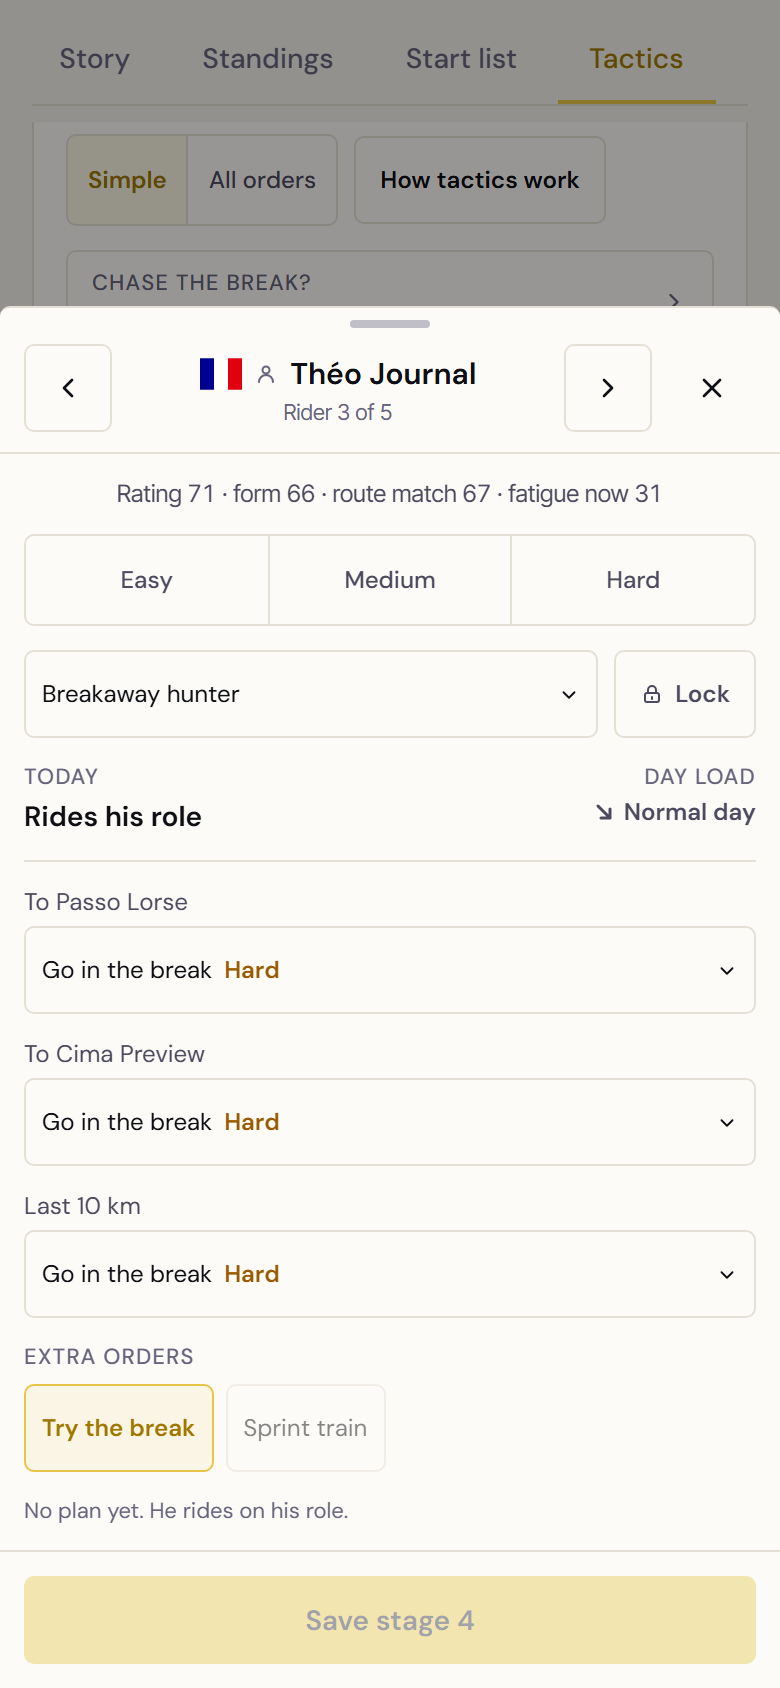 Story Standings Start list Tactics
Simple All orders How tactics work
CHASE THE BREAK?
Théo Journal
Rider 3 of 5
Rating 71 · form 66 · route match 67 · fatigue now 31
Easy Medium Hard
Breakaway hunter Lock
TODAY DAY LOAD
Rides his role Normal day
To Passo Lorse
Go in the break Hard
To Cima Preview
Go in the break Hard
Last 10 km
Go in the break Hard
EXTRA ORDERS
Try the break Sprint train
No plan yet. He rides on his role.
Save stage 4